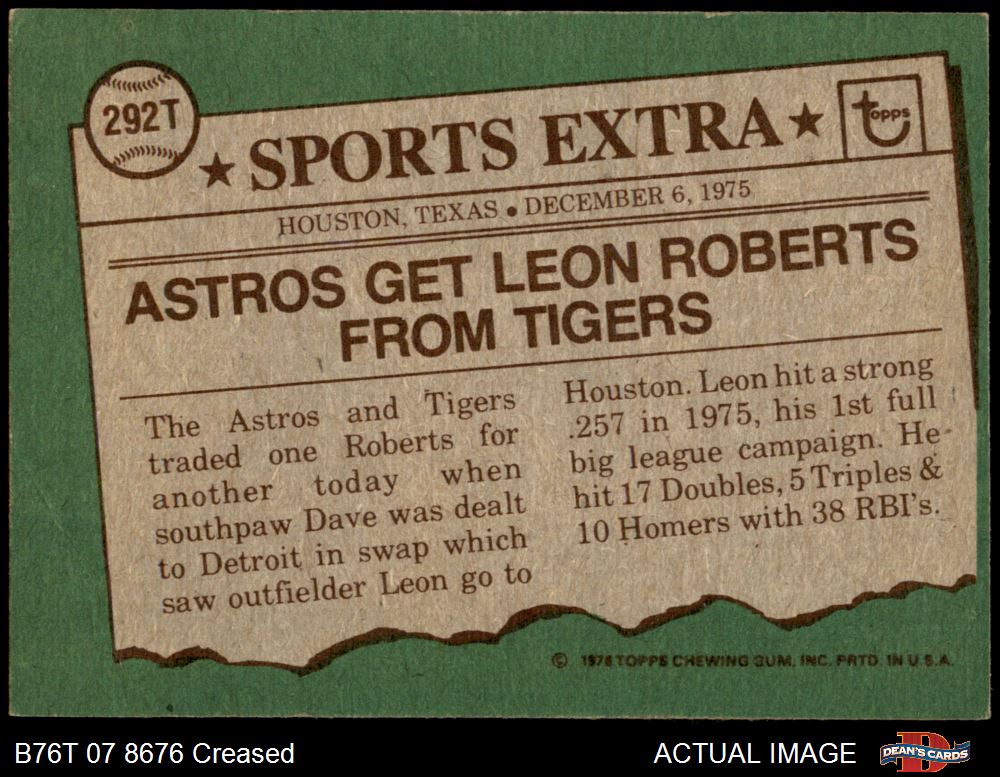 292T
★ SPORTS EXTRA ★
topps
HOUSTON, TEXAS • DECEMBER 6, 1975
ASTROS GET LEON ROBERTS
FROM TIGERS
The Astros and Tigers
traded one Roberts for
another today when
southpaw Dave was dealt
to Detroit in swap which
saw outfielder Leon go to
Houston. Leon hit a strong
.257 in 1975, his 1st full
big league campaign. He
hit 17 Doubles, 5 Triples &
10 Homers with 38 RBI's.
© 1976 TOPPS CHEWING GUM, INC. PRTD. IN U.S.A.
B76T 07 8676 Creased
ACTUAL IMAGE
DEAN'S CARDS